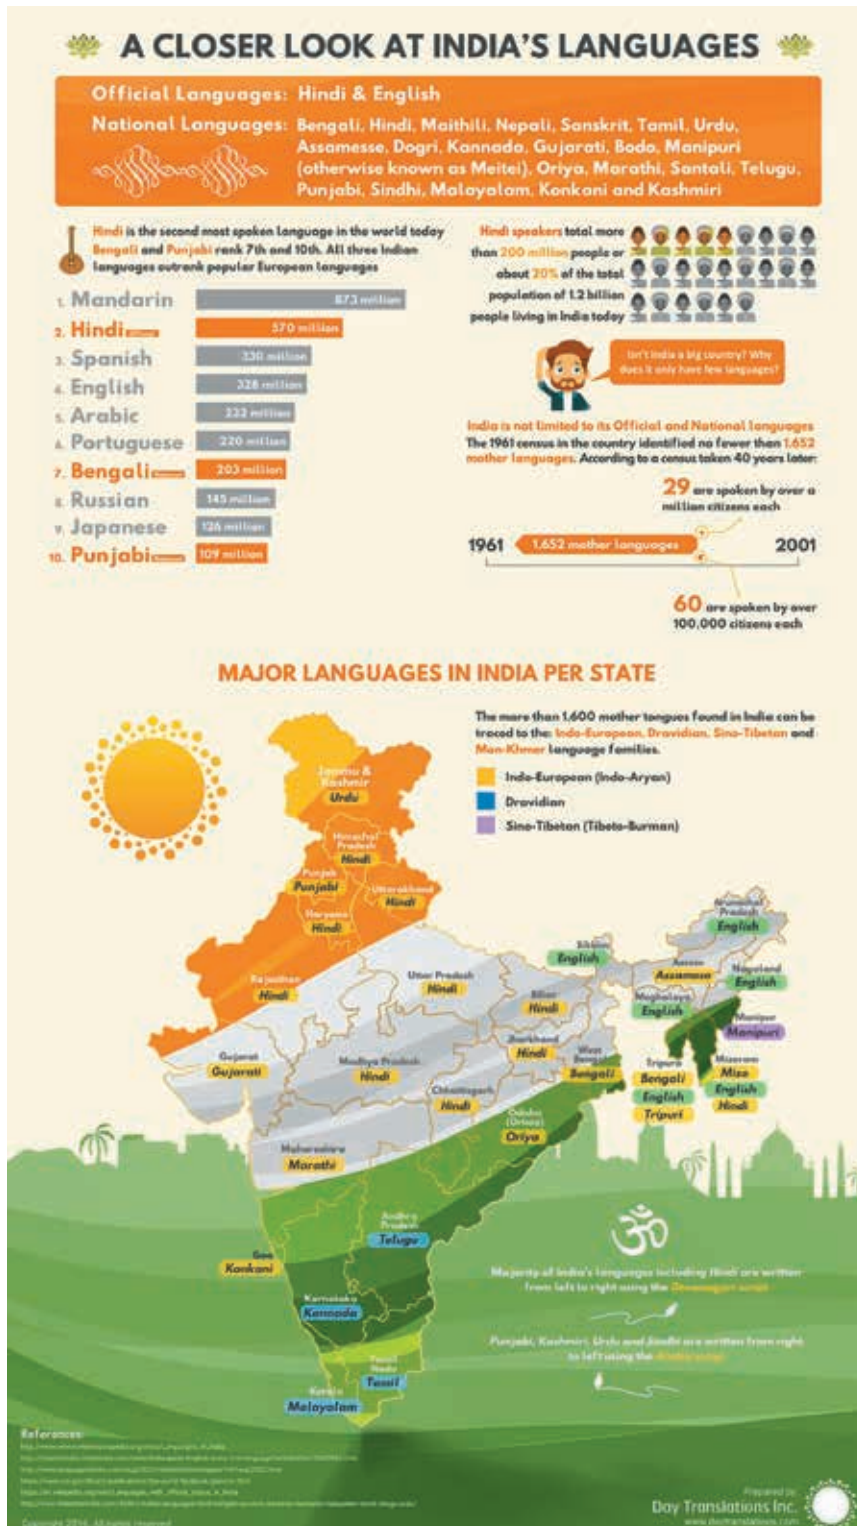 A CLOSER LOOK AT INDIA'S LANGUAGES
Official Languages: Hindi & English
National Languages: Bengali, Hindi, Maithili, Nepali, Sanskrit, Tamil, Urdu,
Assamesse, Dogri, Kannada, Gujarati, Bodo, Manipuri
(otherwise known as Meitei), Oriya, Marathi, Santali, Telugu,
Punjabi, Sindhi, Malayalam, Konkani and Kashmiri
Hindi is the second most spoken language in the world today
Bengali and Punjabi rank 7th and 10th. All three Indian
languages outrank popular European languages
1. Mandarin 873 million
2. Hindi 570 million
3. Spanish 330 million
4. English 328 million
5. Arabic 232 million
6. Portuguese 220 million
7. Bengali 203 million
8. Russian 145 million
9. Japanese 126 million
10. Punjabi 109 million
Hindi speakers total more
than 200 million people or
about 20% of the total
population of 1.2 billion
people living in India today
Isn't India a big country? Why
does it only have few languages?
India is not limited to its Official and National languages
The 1961 census in the country identified no fewer than 1,652
mother languages. According to a census taken 40 years later:
29 are spoken by over a
million citizens each
1961 1,652 mother languages 2001
60 are spoken by over
100,000 citizens each
MAJOR LANGUAGES IN INDIA PER STATE
The more than 1,600 mother tongues found in India can be
traced to the: Indo-European, Dravidian, Sino-Tibetan and
Mon-Khmer language families.
Indo-European (Indo-Aryan)
Dravidian
Sino-Tibetan (Tibeto-Burman)
Jammu &
Kashmir
Urdu
Himachal
Pradesh
Hindi
Punjab
Punjabi
Uttarakhand
Hindi
Haryana
Hindi
Rajasthan
Hindi
Uttar Pradesh
Hindi
Sikkim
English
Arunachal
Pradesh
English
Assam
Assamese
Nagaland
English
Bihar
Hindi
Meghalaya
English
Manipur
Manipuri
Gujarat
Gujarati
Madhya Pradesh
Hindi
Jharkhand
Hindi
West
Bengal
Bengali
Tripura
Bengali
English
Tripuri
Mizoram
Mizo
English
Hindi
Chhattisgarh
Hindi
Odisha
(Orissa)
Oriya
Maharashtra
Marathi
Andhra
Pradesh
Telugu
Goa
Konkani
Karnataka
Kannada
Tamil
Nadu
Tamil
Kerala
Malayalam
Majority of India's languages including Hindi are written
from left to right using the Devanagari script
Punjabi, Kashmiri, Urdu and Sindhi are written from right
to left using the
References:
Prepared by:
Day Translations Inc.
www.daytranslations.com
Copyright 2014. All rights reserved